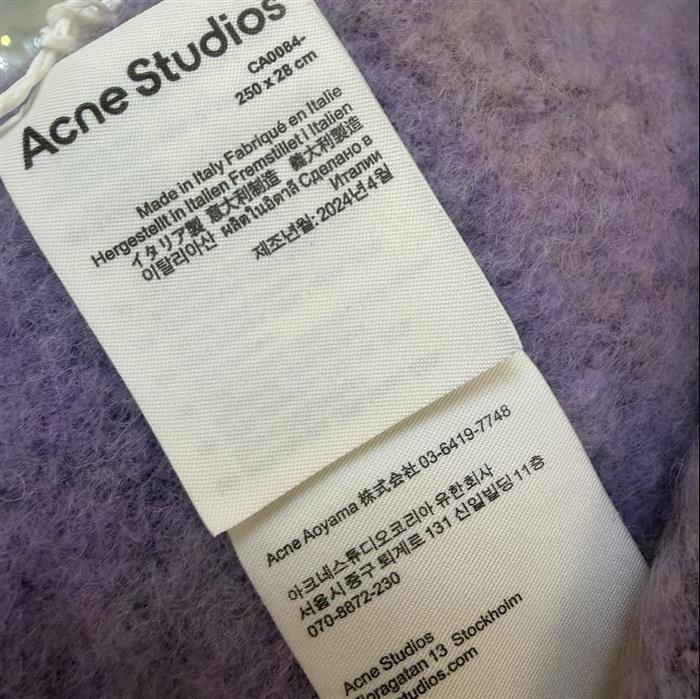 Acne Studios
CA0084-
250 x 28 cm
Made in Italy Fabriqué en Italie
Hergestellt in Italien Fremstillet i Italien
イタリア製 意大利制造 義大利製造
이탈리아산 ผลิตในอิตาลี Сделано в
Италии
제조년월: 2024년 4월
Acne Aoyama 株式会社 03-6419-7748
아크네스튜디오코리아 유한회사
서울시 중구 퇴계로 131 신일빌딩 11층
070-8872-230
Acne Studios
13 Stockholm
studios.com